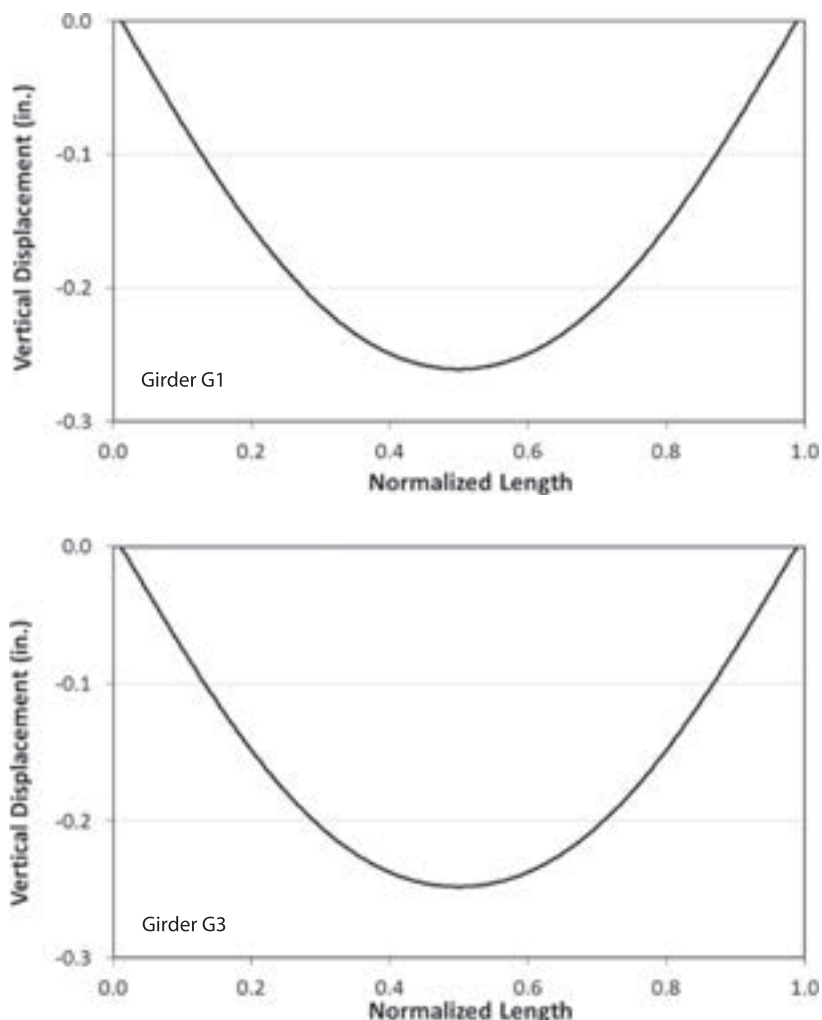 0.0
-0.1
-0.2
-0.3
Vertical Displacement (in.)
Girder G1
0.0 0.2 0.4 0.6 0.8 1.0
Normalized Length
0.0
-0.1
-0.2
-0.3
Vertical Displacement (in.)
Girder G3
0.0 0.2 0.4 0.6 0.8 1.0
Normalized Length